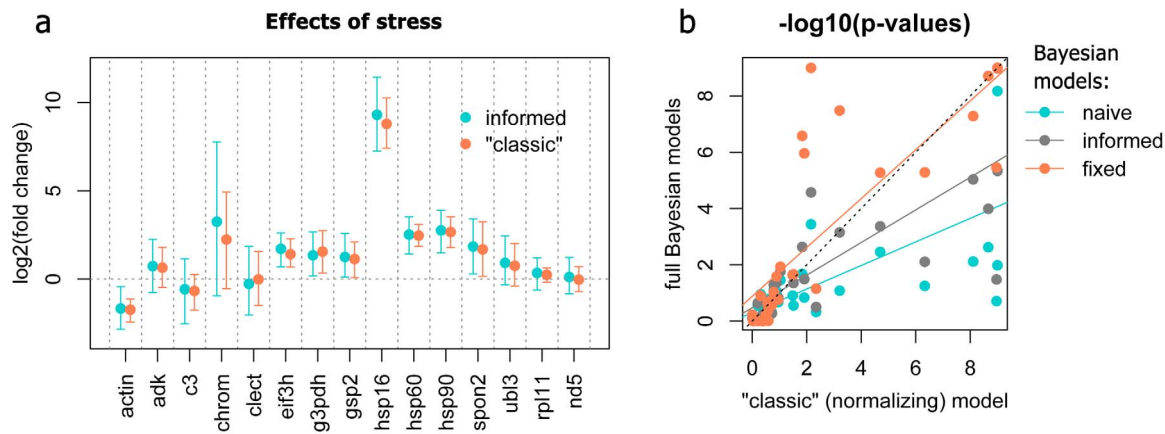 a
Effects of stress
log2(fold change)
10
5
0
informed
"classic"
actin
adk
c3
chrom
clect
eif3h
g3pdh
gsp2
hsp16
hsp60
hsp90
spon2
ubl3
rpl11
nd5
b
-log10(p-values)
full Bayesian models
8
6
4
2
0
0 2 4 6 8
"classic" (normalizing) model
Bayesian
models:
naive
informed
fixed